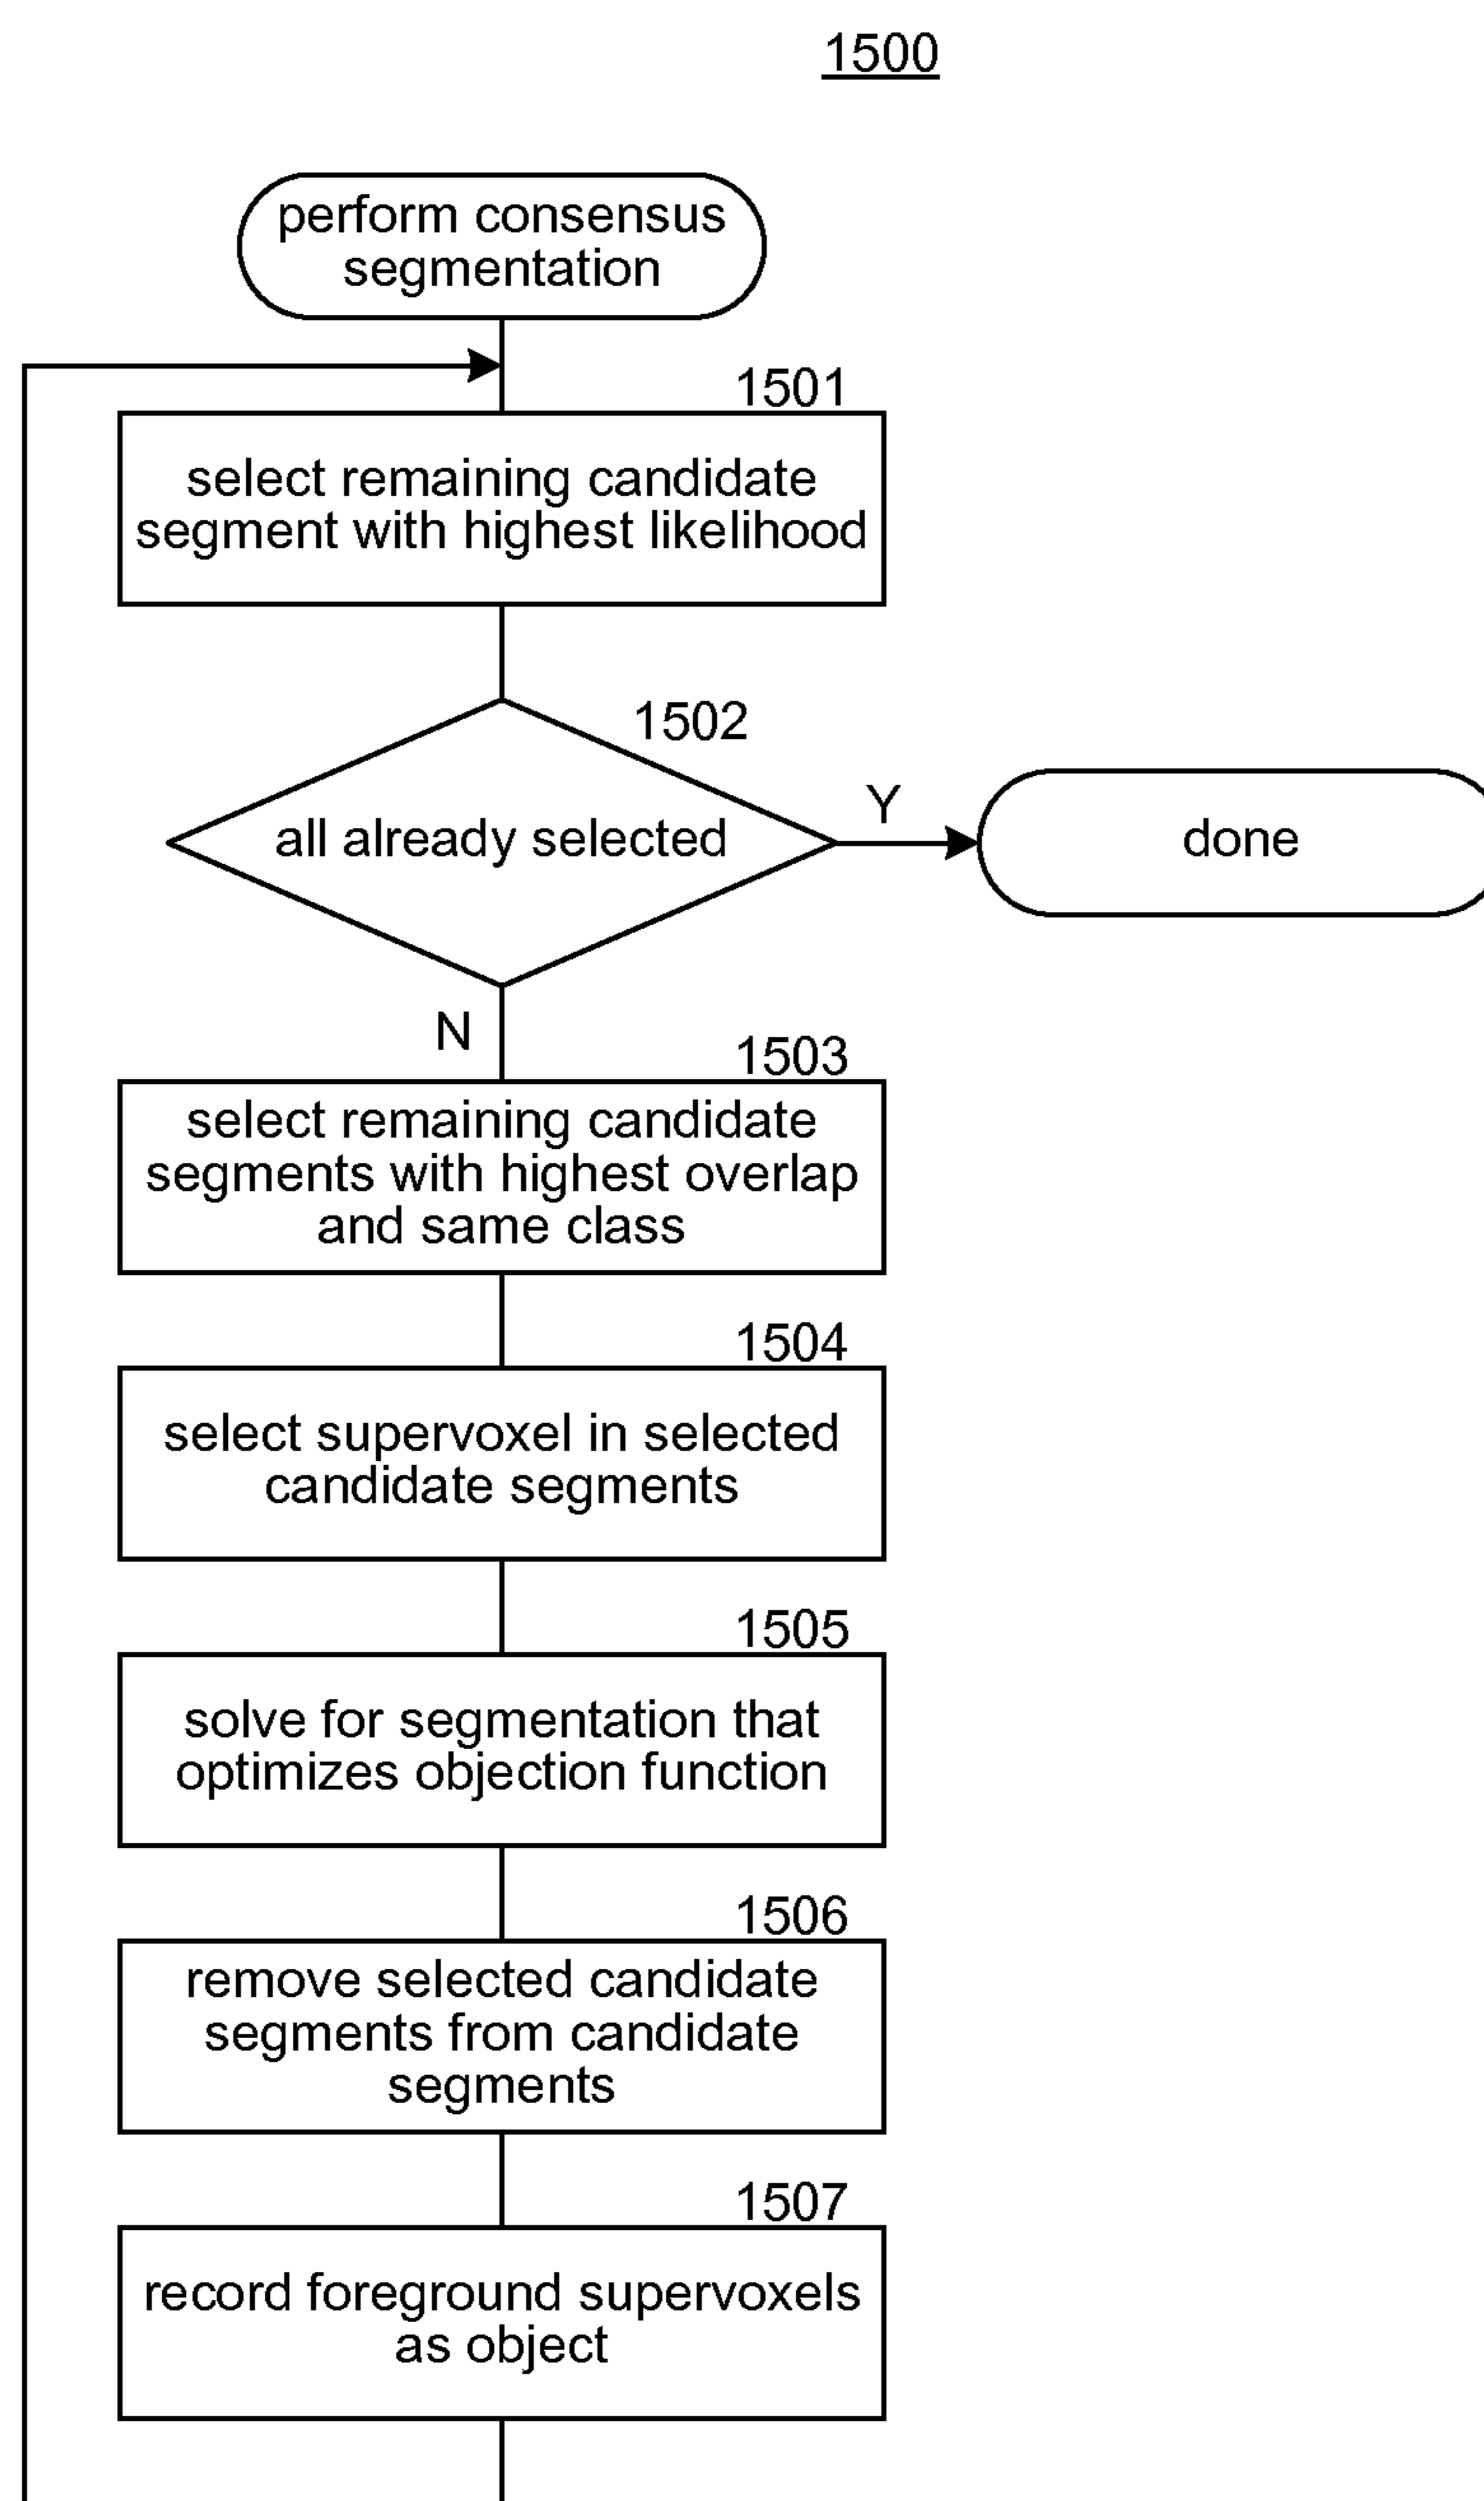 1500
perform consensus
segmentation
1501
select remaining candidate
segment with highest likelihood
1502
all already selected
Y
done
N
1503
select remaining candidate
segments with highest overlap
and same class
1504
select supervoxel in selected
candidate segments
1505
solve for segmentation that
optimizes objection function
1506
remove selected candidate
segments from candidate
segments
1507
record foreground supervoxels
as object